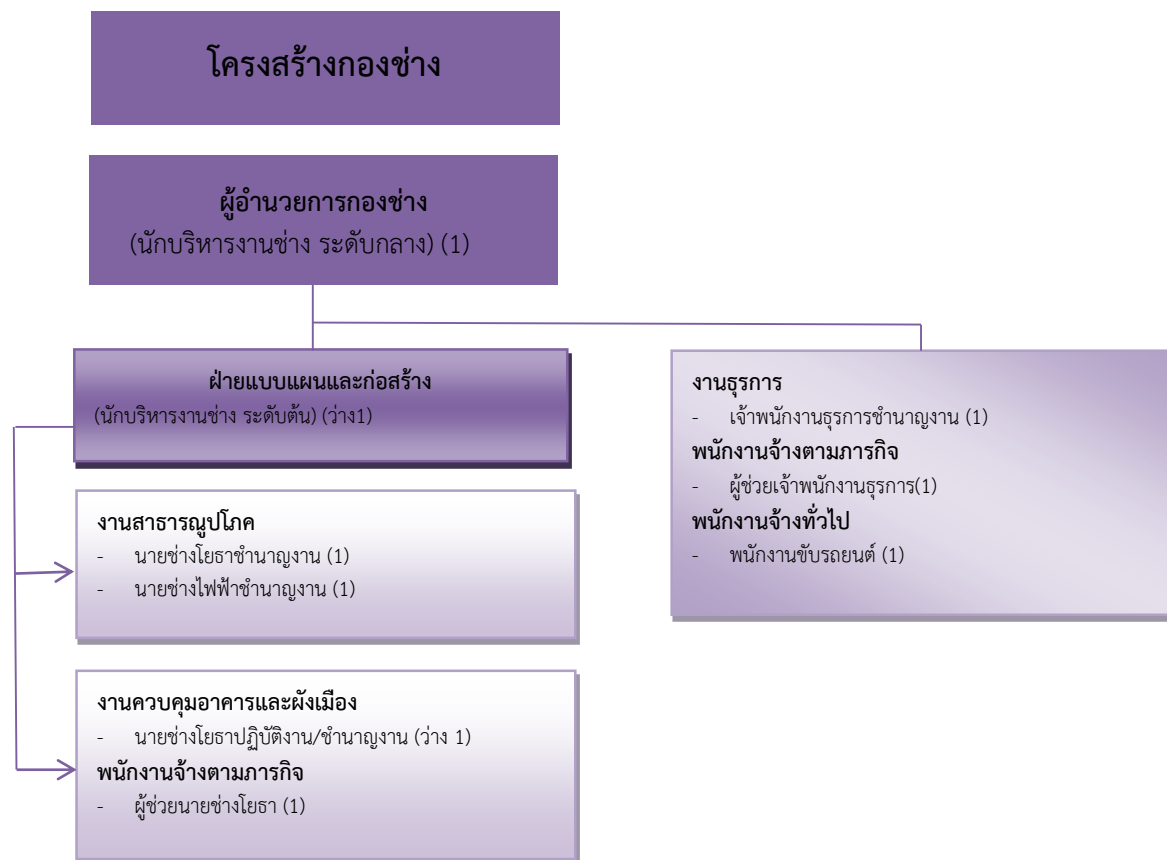 โครงสร้างกองช่าง
ผู้อำนวยการกองช่าง
(นักบริหารงานช่าง ระดับกลาง) (1)
ฝ่ายแบบแผนและก่อสร้าง
(นักบริหารงานช่าง ระดับต้น) (ว่าง1)
งานสาธารณูปโภค
- นายช่างโยธาชำนาญงาน (1)
- นายช่างไฟฟ้าชำนาญงาน (1)
งานควบคุมอาคารและผังเมือง
- นายช่างโยธาปฏิบัติงาน/ชำนาญงาน (ว่าง 1)
พนักงานจ้างตามภารกิจ
- ผู้ช่วยนายช่างโยธา (1)
งานธุรการ
- เจ้าพนักงานธุรการชำนาญงาน (1)
พนักงานจ้างตามภารกิจ
- ผู้ช่วยเจ้าพนักงานธุรการ(1)
พนักงานจ้างทั่วไป
- พนักงานขับรถยนต์ (1)